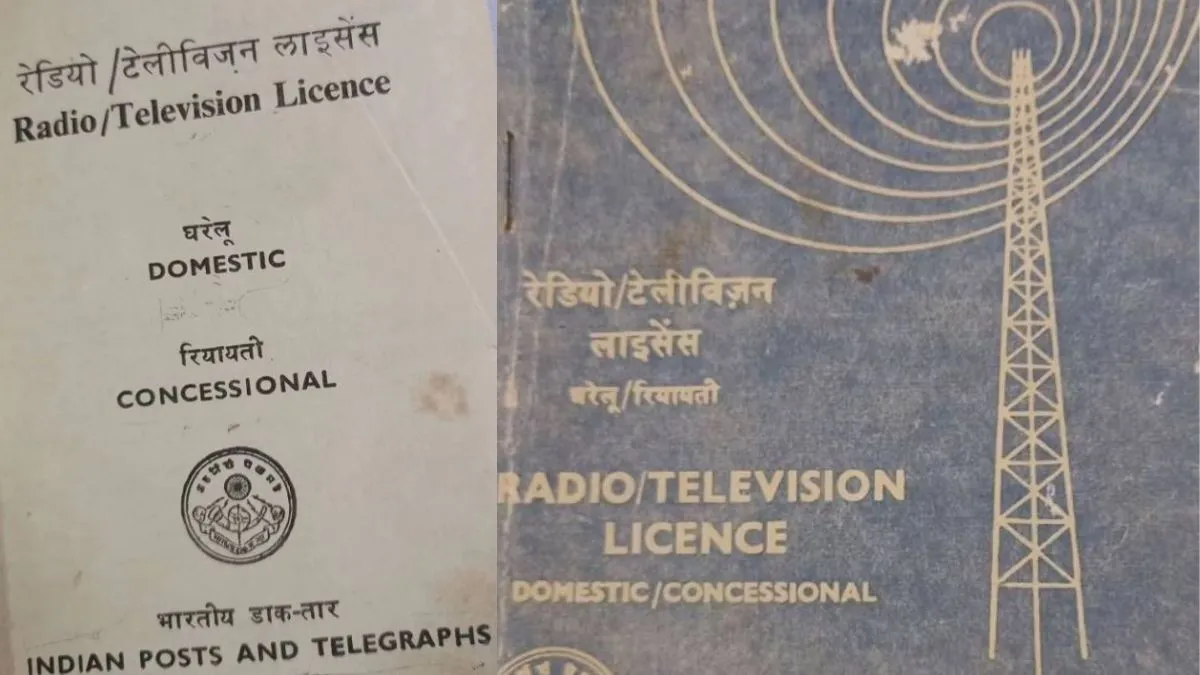 रेडियो/टेलीविज़न लाइसेंस
Radio/Television Licence
घरेलू
DOMESTIC
रियायती
CONCESSIONAL
भारतीय डाक-तार
INDIAN POSTS AND TELEGRAPHS
रेडियो/टेलीविज़न
लाइसेंस
घरेलू/रियायती
RADIO/TELEVISION
LICENCE
DOMESTIC/CONCESSIONAL